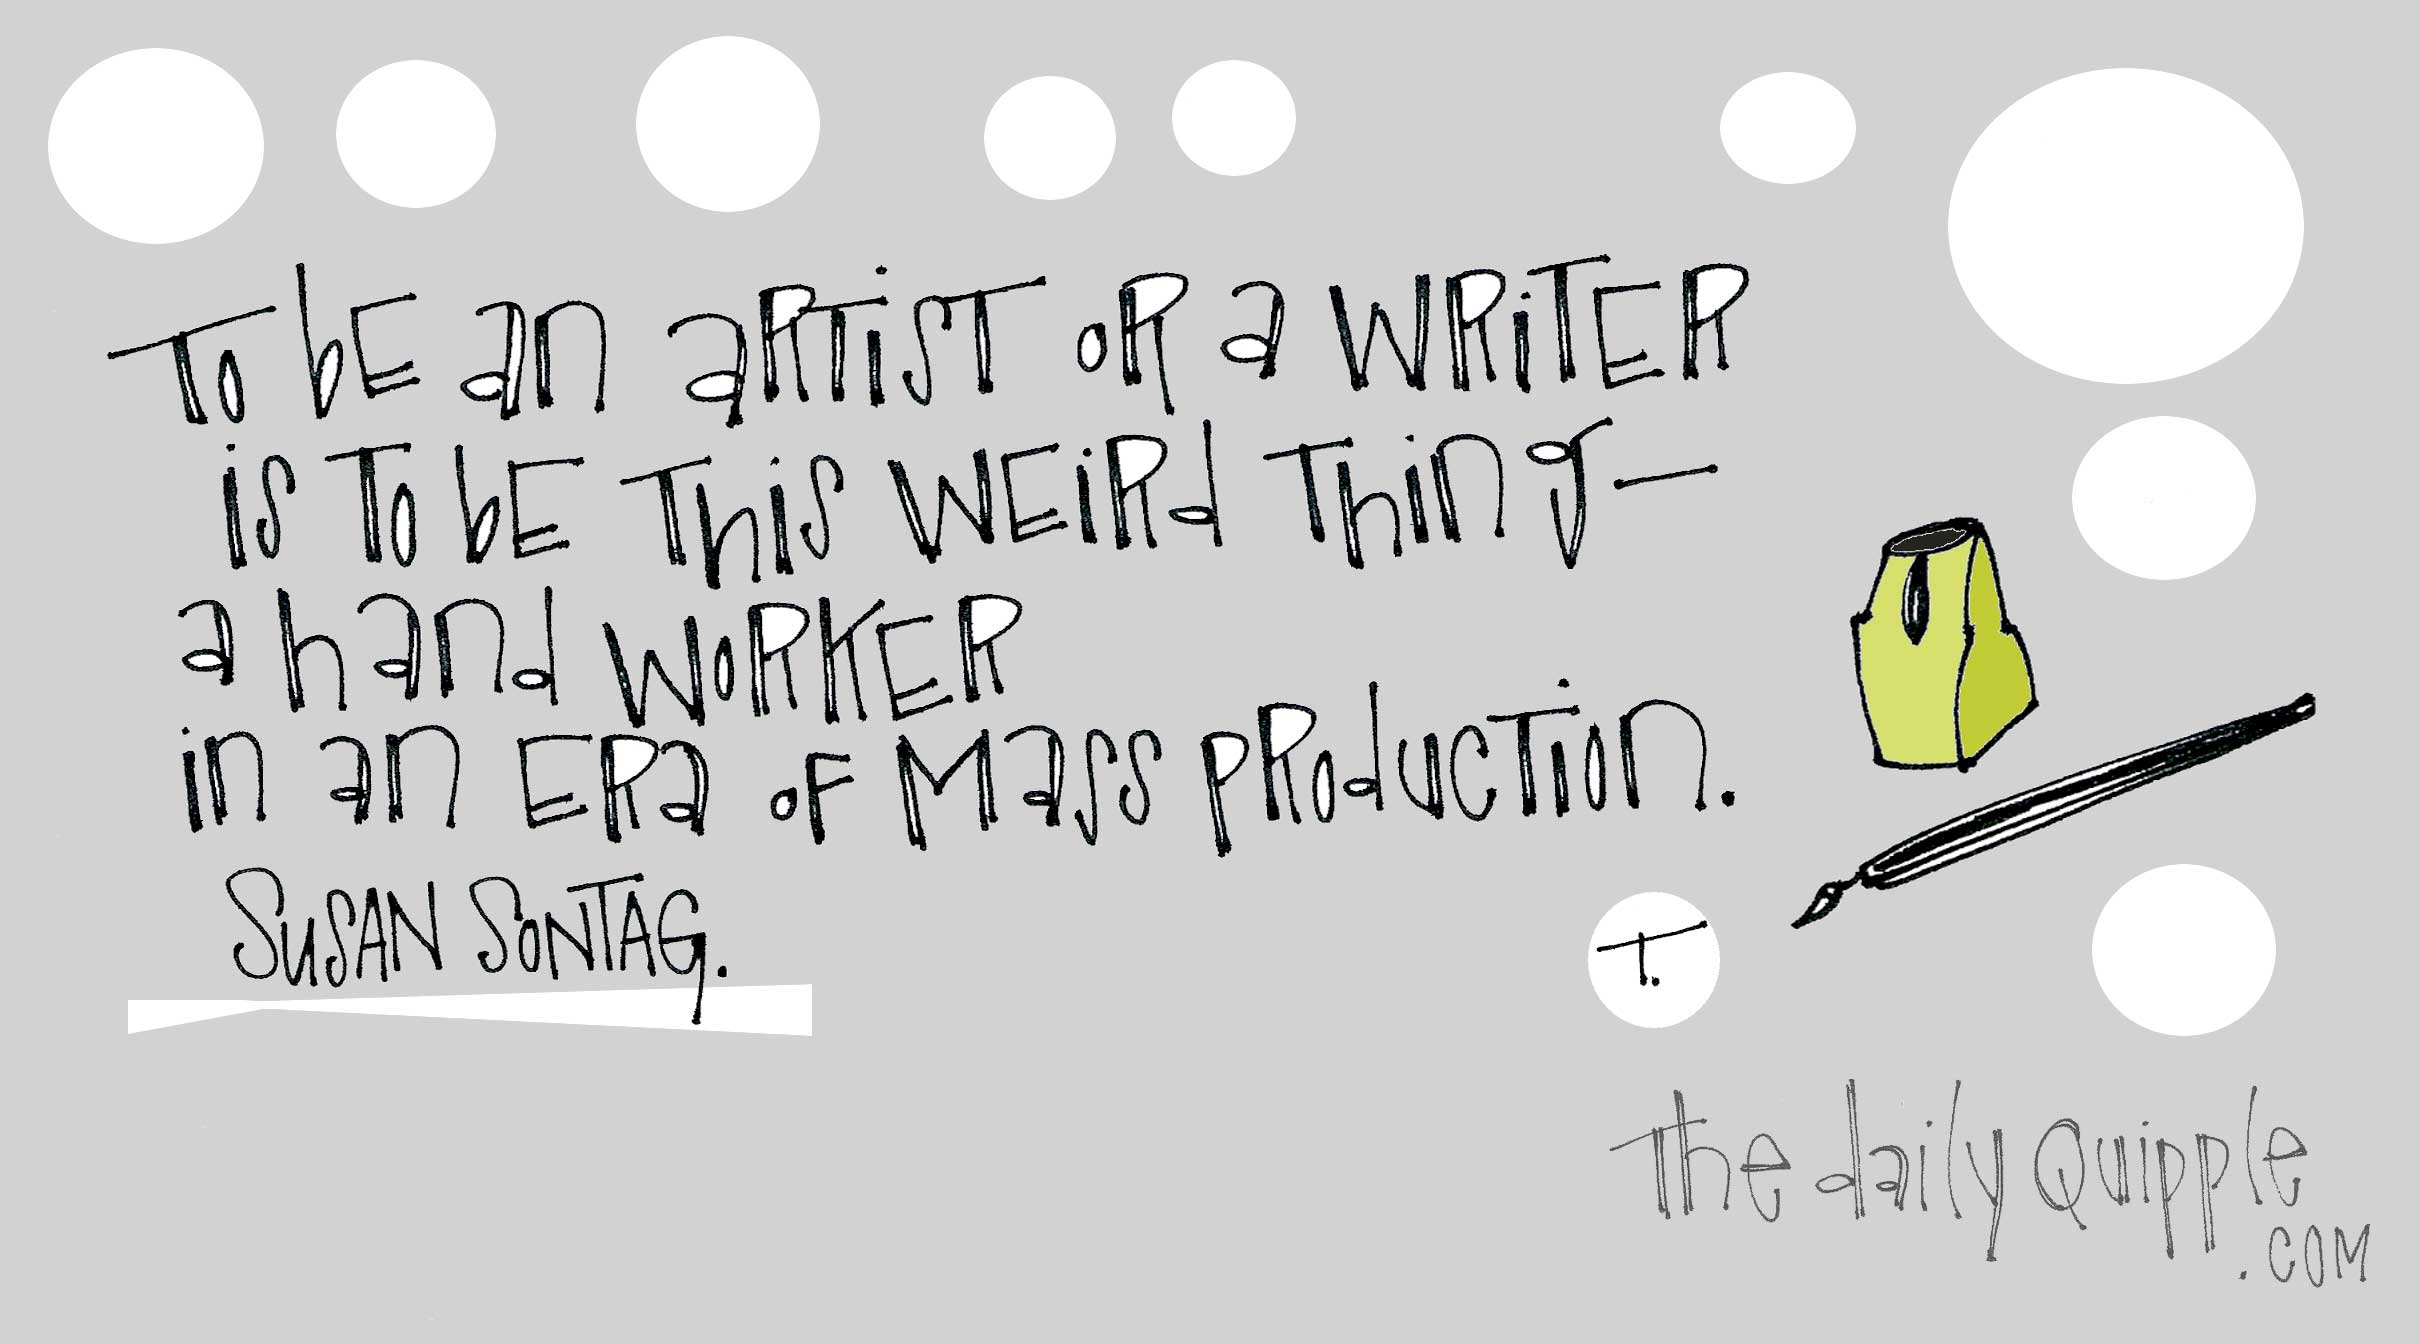 To bE an aRTiST oR a WRiTER
is To bE This WEiRd Thing—
a hand WoRKER
in an ERa oF Mass PRoducTion.
SuSAN SoNTAG.
T.
The daily Quipple
.COM